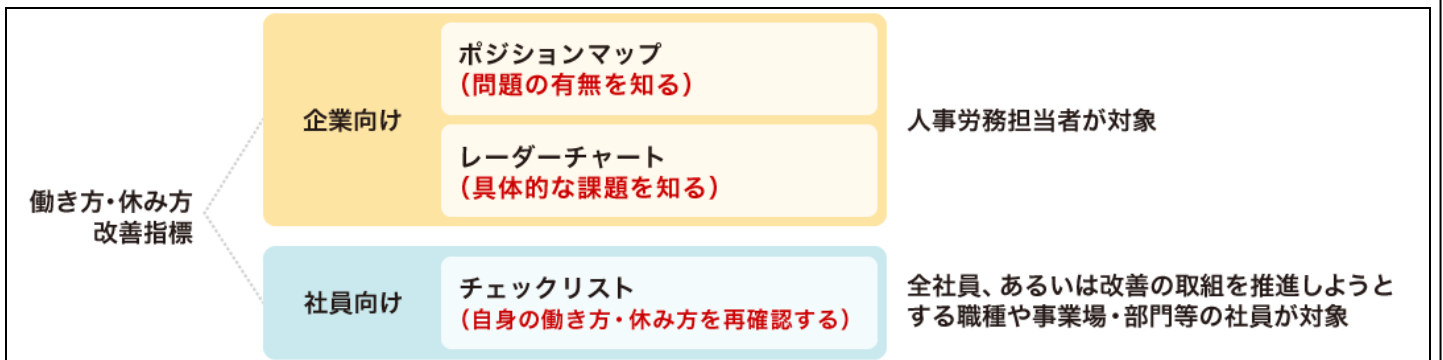 働き方・休み方
改善指標
企業向け
ポジションマップ
（問題の有無を知る）
レーダーチャート
（具体的な課題を知る）
人事労務担当者が対象
社員向け
チェックリスト
（自身の働き方・休み方を再確認する）
全社員、あるいは改善の取組を推進しようと
する職種や事業場・部門等の社員が対象